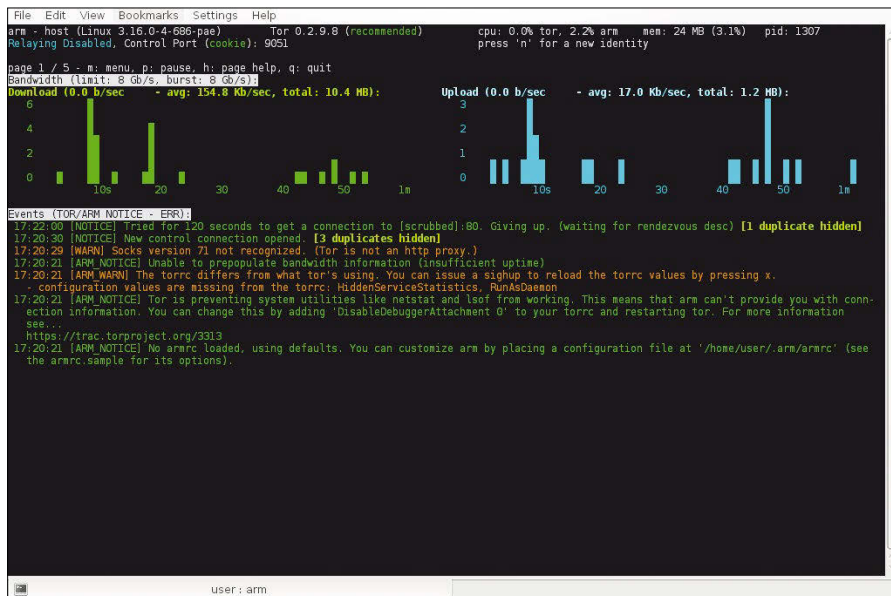 File Edit View Bookmarks Settings Help
arm - host (Linux 3.16.0-4-686-pae) Tor 0.2.9.8 (recommended) cpu: 0.0% tor, 2.2% arm mem: 24 MB (3.1%) pid: 1307
Relaying Disabled, Control Port (cookie): 9051 press 'n' for a new identity
page 1 / 5 - m: menu, p: pause, h: page help, q: quit
Bandwidth (limit: 8 Gb/s, burst: 8 Gb/s):
Download (0.0 b/sec - avg: 154.8 Kb/sec, total: 10.4 MB): Upload (0.0 b/sec - avg: 17.0 Kb/sec, total: 1.2 MB):
6 3
4 2
2 1
0 0
10s 20 30 40 50 1m 10s 20 30 40 50 1m
Events (TOR/ARM NOTICE - ERR):
17:22:00 [NOTICE] Tried for 120 seconds to get a connection to [scrubbed]:80. Giving up. (waiting for rendezvous desc) [1 duplicate hidden]
17:20:30 [NOTICE] New control connection opened. [3 duplicates hidden]
17:20:29 [WARN] Socks version 71 not recognized. (Tor is not an http proxy.)
17:20:21 [ARM_NOTICE] Unable to prepopulate bandwidth information (insufficient uptime)
17:20:21 [ARM_WARN] The torrc differs from what tor's using. You can issue a sighup to reload the torrc values by pressing x.
- configuration values are missing from the torrc: HiddenServiceStatistics, RunAsDaemon
17:20:21 [ARM_NOTICE] Tor is preventing system utilities like netstat and lsof from working. This means that arm can't provide you with conn-
ection information. You can change this by adding 'DisableDebuggerAttachment 0' to your torrc and restarting tor. For more information
see...
https://trac.torproject.org/3313
17:20:21 [ARM_NOTICE] No armrc loaded, using defaults. You can customize arm by placing a configuration file at '/home/user/.arm/armrc' (see
the armrc.sample for its options).
user : arm